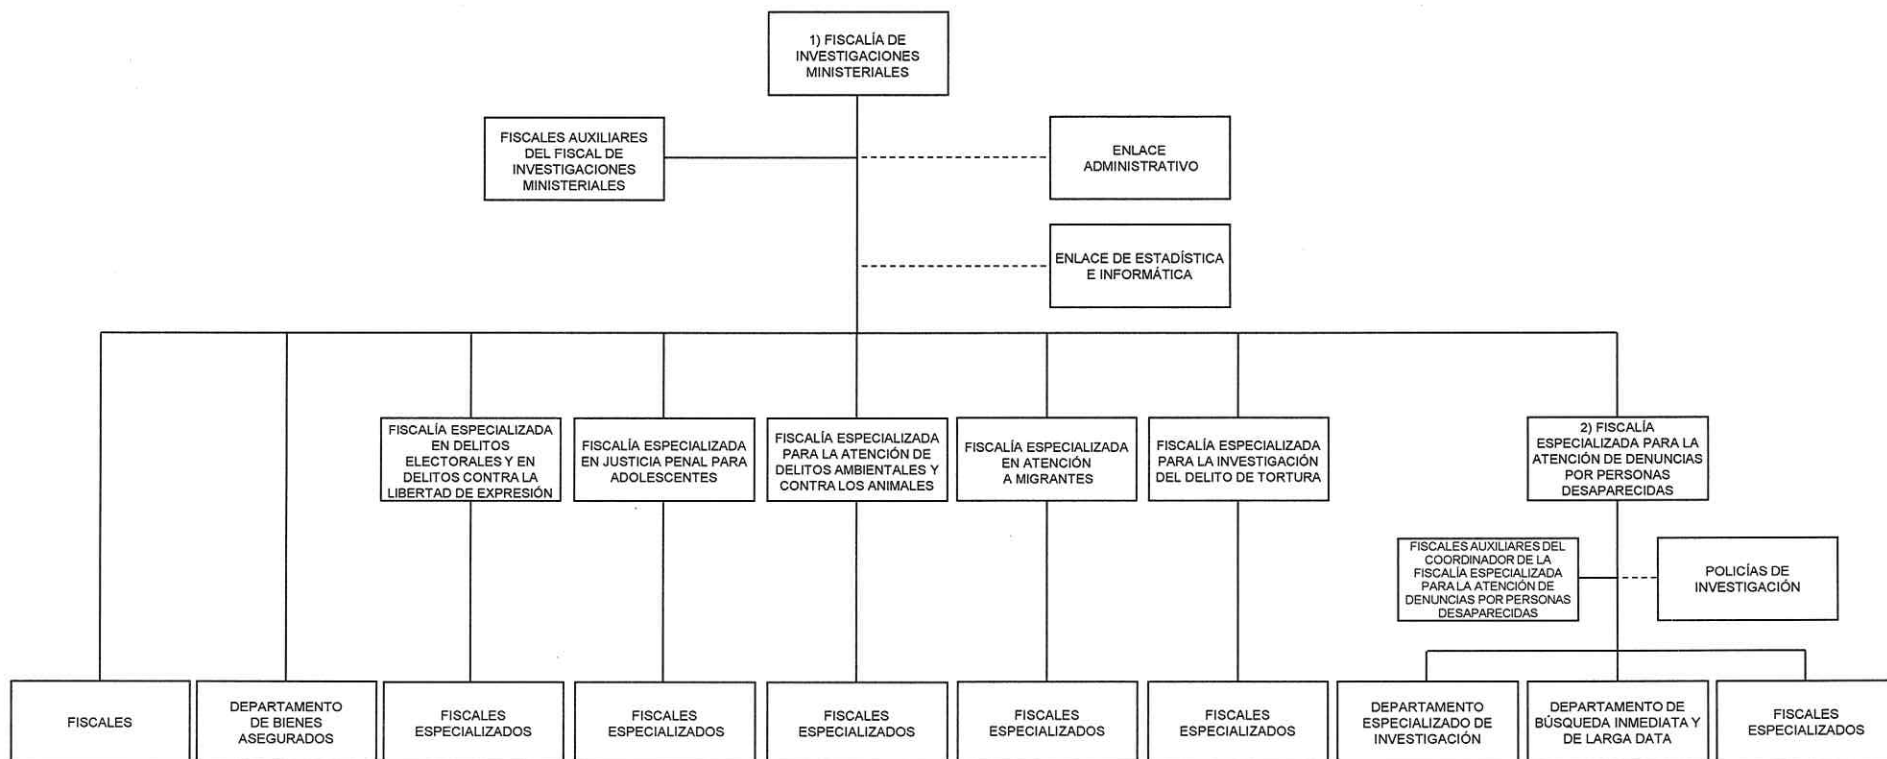 1) FISCALÍA DE
INVESTIGACIONES
MINISTERIALES
FISCALES AUXILIARES
DEL FISCAL DE
INVESTIGACIONES
MINISTERIALES
ENLACE
ADMINISTRATIVO
ENLACE DE ESTADÍSTICA
E INFORMÁTICA
FISCALÍA ESPECIALIZADA
EN DELITOS
ELECTORALES Y EN
DELITOS CONTRA LA
LIBERTAD DE EXPRESIÓN
FISCALÍA ESPECIALIZADA
EN JUSTICIA PENAL PARA
ADOLESCENTES
FISCALÍA ESPECIALIZADA
PARA LA ATENCIÓN DE
DELITOS AMBIENTALES Y
CONTRA LOS ANIMALES
FISCALÍA ESPECIALIZADA
EN ATENCIÓN
A MIGRANTES
FISCALÍA ESPECIALIZADA
PARA LA INVESTIGACIÓN
DEL DELITO DE TORTURA
2) FISCALÍA
ESPECIALIZADA PARA LA
ATENCIÓN DE DENUNCIAS
POR PERSONAS
DESAPARECIDAS
FISCALES AUXILIARES DEL
COORDINADOR DE LA
FISCALÍA ESPECIALIZADA
PARA LA ATENCIÓN DE
DENUNCIAS POR PERSONAS
DESAPARECIDAS
POLICÍAS DE
INVESTIGACIÓN
FISCALES
DEPARTAMENTO
DE BIENES
ASEGURADOS
FISCALES
ESPECIALIZADOS
FISCALES
ESPECIALIZADOS
FISCALES
ESPECIALIZADOS
FISCALES
ESPECIALIZADOS
FISCALES
ESPECIALIZADOS
DEPARTAMENTO
ESPECIALIZADO DE
INVESTIGACIÓN
DEPARTAMENTO DE
BÚSQUEDA INMEDIATA Y
DE LARGA DATA
FISCALES
ESPECIALIZADOS